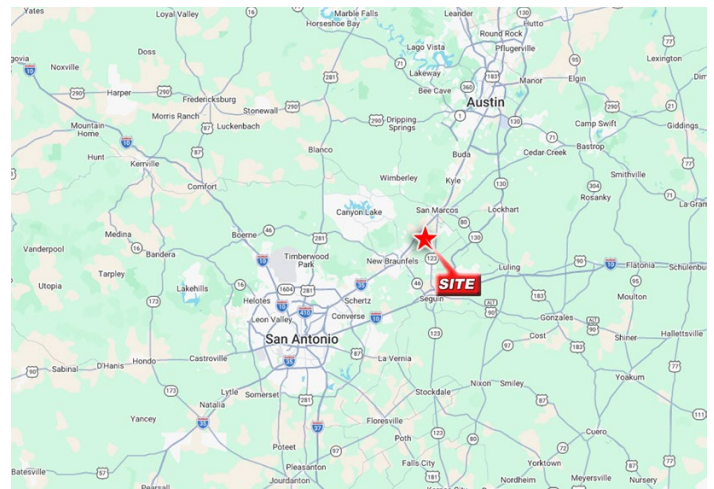 Yates
Loyal Valley
Marble Falls
Horseshoe Bay
Leander
Hutto
Round Rock
Pflugerville
Doss
Lago Vista
Lexington
Noxville
Lakeway
Manor
Elgin
Harper
Fredericksburg
Stonewall
Bee Cave
Austin
Morris Ranch
Luckenbach
Dripping
Springs
Camp Swift
Giddings
Mountain
Home
Hunt
Kerrville
Blanco
Buda
Cedar Creek
Bastrop
Comfort
Wimberley
Kyle
Smithville
Rosanky
Canyon Lake
San Marcos
Lockhart
La Gran
Medina
Boerne
Vanderpool
Bandera
Timberwood
Park
New Braunfels
Luling
Flatonia
Schulenburg
Tarpley
Utopia
Lakehills
SITE
Helotes
Schertz
Seguin
Moulton
Leon Valley
Converse
Gonzales
Hallettsville
San Antonio
Cost
Shiner
Sabinal
D'Hanis
Hondo
Castroville
La Vernia
Yoakum
Lytle
Somerset
Stockdale
Nixon
Smiley
Natalia
Yancey
Floresville
Cuero
Poteet
Poth
Batesville
Pleasanton
Falls City
Yorktown
Meyersville
Jourdanton
Nordheim
Nursery
Pearsall